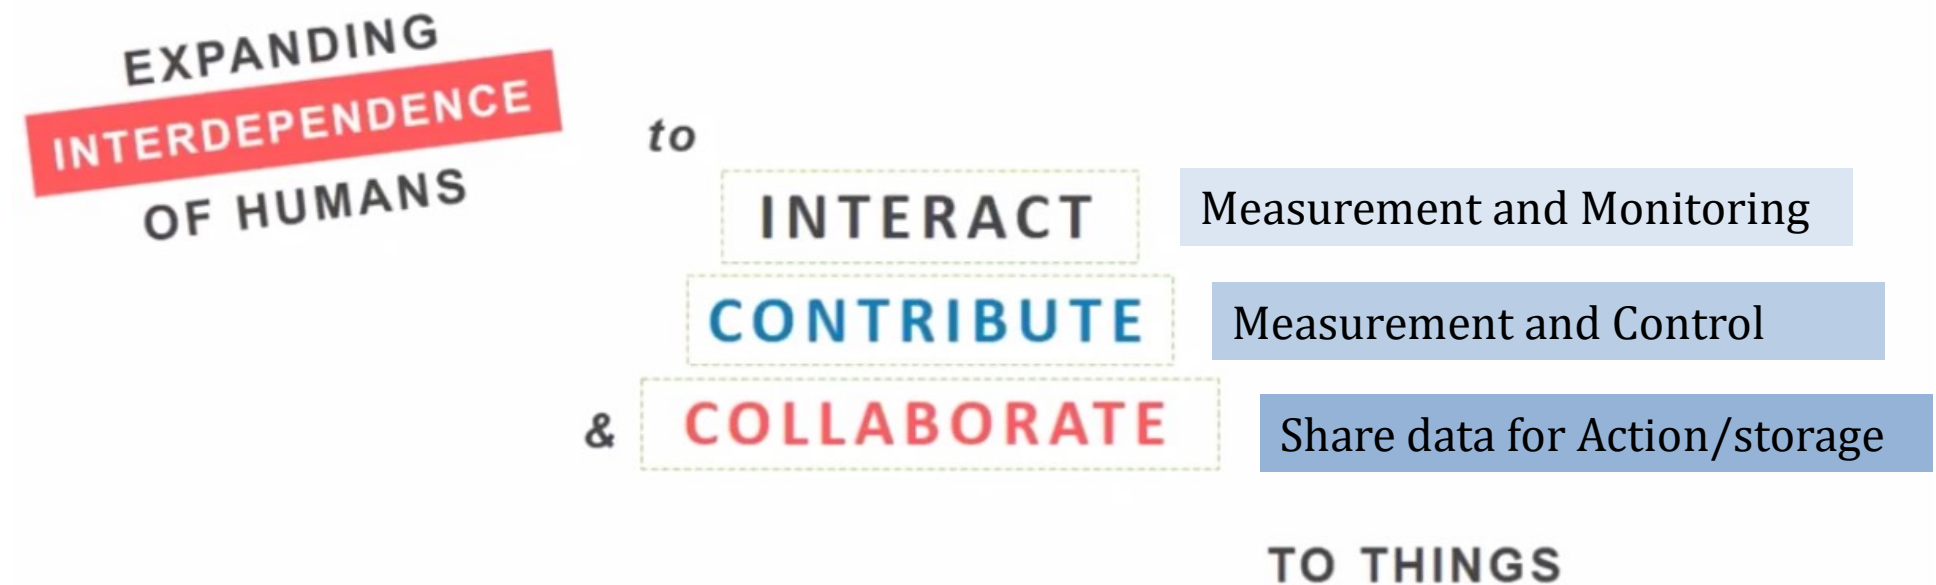 EXPANDING
INTERDEPENDENCE
OF HUMANS
to
INTERACT
Measurement and Monitoring
CONTRIBUTE
Measurement and Control
& COLLABORATE
Share data for Action/storage
TO THINGS